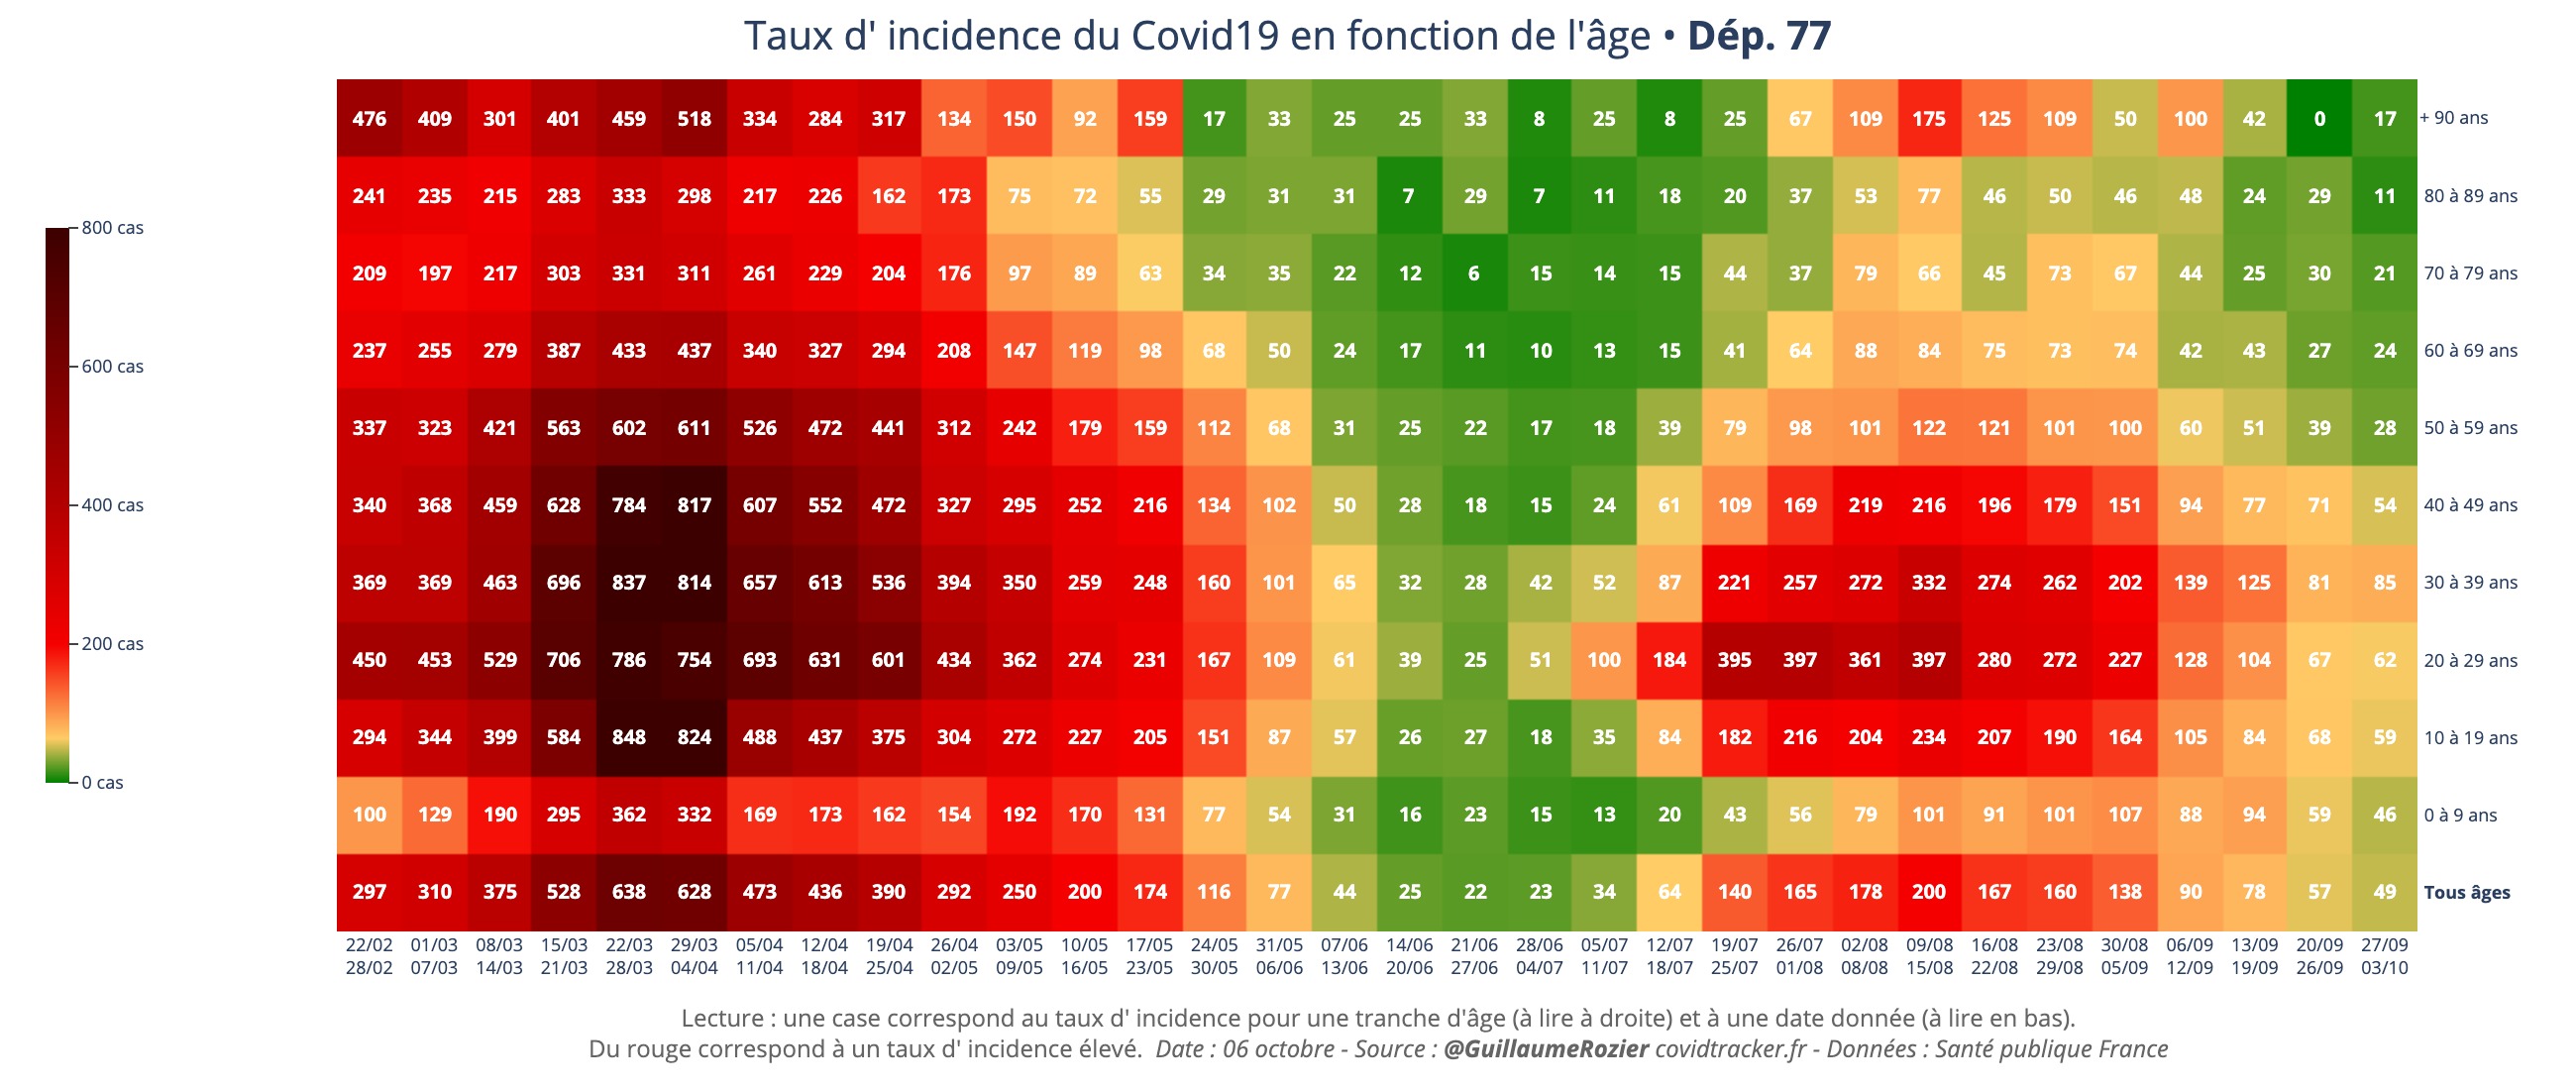 Taux d' incidence du Covid19 en fonction de l'âge • Dép. 77
800 cas
600 cas
400 cas
200 cas
0 cas
476 409 301 401 459 518 334 284 317 134 150 92 159 17 33 25 25 33 8 25 8 25 67 109 175 125 109 50 100 42 0 17 + 90 ans
241 235 215 283 333 298 217 226 162 173 75 72 55 29 31 31 7 29 7 11 18 20 37 53 77 46 50 46 48 24 29 11 80 à 89 ans
209 197 217 303 331 311 261 229 204 176 97 89 63 34 35 22 12 6 15 14 15 44 37 79 66 45 73 67 44 25 30 21 70 à 79 ans
237 255 279 387 433 437 340 327 294 208 147 119 98 68 50 24 17 11 10 13 15 41 64 88 84 75 73 74 42 43 27 24 60 à 69 ans
337 323 421 563 602 611 526 472 441 312 242 179 159 112 68 31 25 22 17 18 39 79 98 101 122 121 101 100 60 51 39 28 50 à 59 ans
340 368 459 628 784 817 607 552 472 327 295 252 216 134 102 50 28 18 15 24 61 109 169 219 216 196 179 151 94 77 71 54 40 à 49 ans
369 369 463 696 837 814 657 613 536 394 350 259 248 160 101 65 32 28 42 52 87 221 257 272 332 274 262 202 139 125 81 85 30 à 39 ans
450 453 529 706 786 754 693 631 601 434 362 274 231 167 109 61 39 25 51 100 184 395 397 361 397 280 272 227 128 104 67 62 20 à 29 ans
294 344 399 584 848 824 488 437 375 304 272 227 205 151 87 57 26 27 18 35 84 182 216 204 234 207 190 164 105 84 68 59 10 à 19 ans
100 129 190 295 362 332 169 173 162 154 192 170 131 77 54 31 16 23 15 13 20 43 56 79 101 91 101 107 88 94 59 46 0 à 9 ans
297 310 375 528 638 628 473 436 390 292 250 200 174 116 77 44 25 22 23 34 64 140 165 178 200 167 160 138 90 78 57 49 Tous âges
22/02 01/03 08/03 15/03 22/03 29/03 05/04 12/04 19/04 26/04 03/05 10/05 17/05 24/05 31/05 07/06 14/06 21/06 28/06 05/07 12/07 19/07 26/07 02/08 09/08 16/08 23/08 30/08 06/09 13/09 20/09 27/09
28/02 07/03 14/03 21/03 28/03 04/04 11/04 18/04 25/04 02/05 09/05 16/05 23/05 30/05 06/06 13/06 20/06 27/06 04/07 11/07 18/07 25/07 01/08 08/08 15/08 22/08 29/08 05/09 12/09 19/09 26/09 03/10
Lecture : une case correspond au taux d' incidence pour une tranche d'âge (à lire à droite) et à une date donnée (à lire en bas).
Du rouge correspond à un taux d' incidence élevé. Date : 06 octobre - Source : @GuillaumeRozier covidtracker.fr - Données : Santé publique France